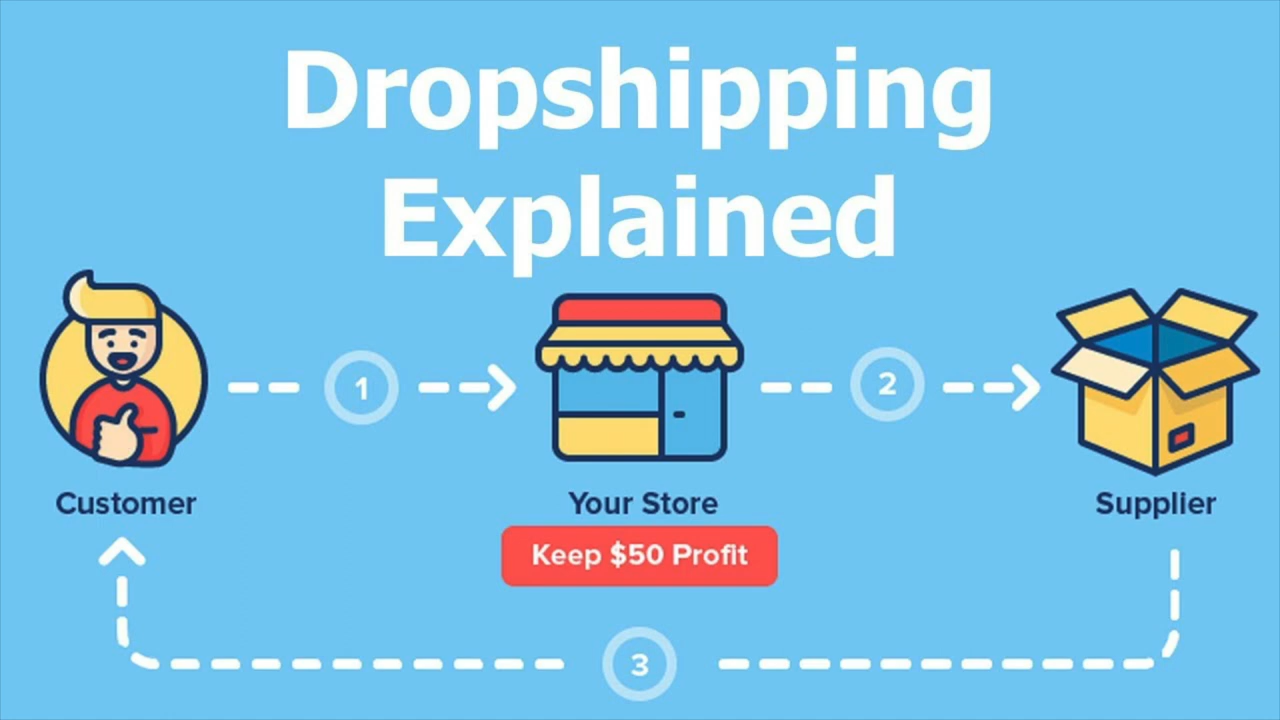 Dropshipping
Explained
1
2
Customer
Your Store
Supplier
Keep $50 Profit
3